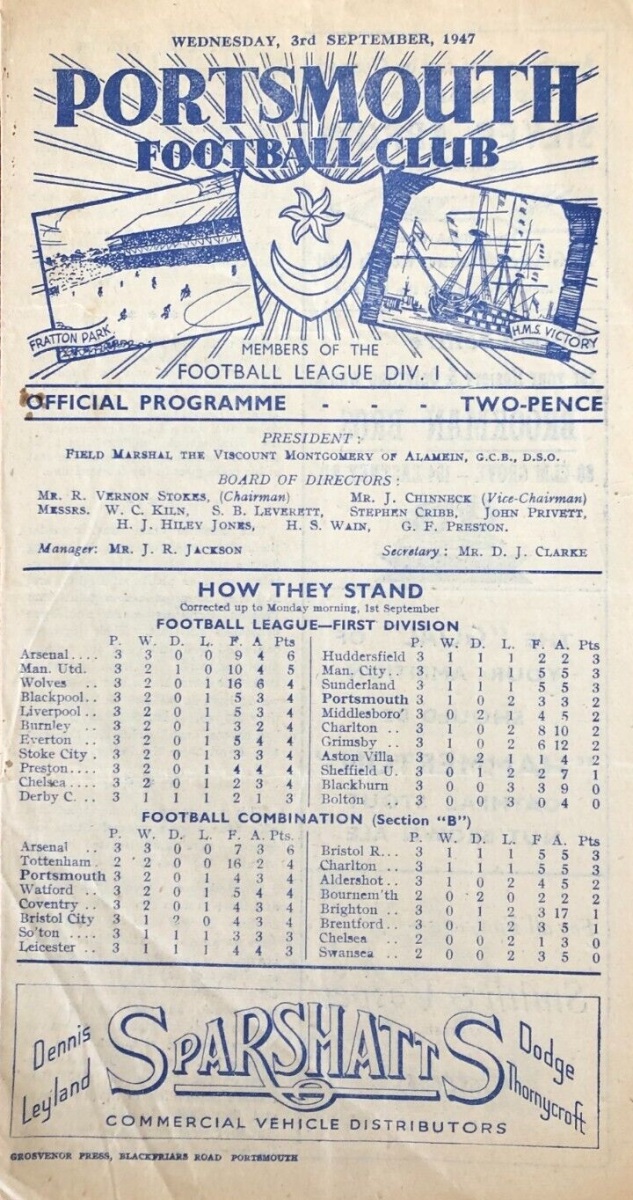 WEDNESDAY, 3rd SEPTEMBER, 1947
PORTSMOUTH
FOOTBALL CLUB
FRATTON PARK
H.M.S. VICTORY
MEMBERS OF THE
FOOTBALL LEAGUE DIV. 1
OFFICIAL PROGRAMME - - - TWO-PENCE
PRESIDENT:
FIELD MARSHAL THE VISCOUNT MONTGOMERY OF ALAMEIN, G.C.B., D.S.O.
BOARD OF DIRECTORS:
MR. R. VERNON STOKES, (Chairman) MR. J. CHINNECK (Vice-Chairman)
MESSRS. W. C. KILN, S. B. LEVERETT, STEPHEN CRIBB, JOHN PRIVETT,
H. J. HILEY JONES, H. S. WAIN, G. F. PRESTON.
Manager: MR. J. R. JACKSON Secretary: MR. D. J. CLARKE
HOW THEY STAND
Corrected up to Monday morning, 1st September
FOOTBALL LEAGUE—FIRST DIVISION
P. W. D. L. F. A Pts
Arsenal.... 3 3 0 0 9 4 6
Man. Utd. 3 2 1 0 10 4 5
Wolves .. 3 2 0 1 16 6 4
Blackpool.. 3 2 0 1 5 3 4
Liverpool.. 3 2 0 1 5 3 4
Burnley .. 3 2 0 1 3 2 4
Everton .. 3 2 0 1 5 4 4
Stoke City . 3 2 0 1 3 3 4
Preston.... 3 2 0 1 4 4 4
Chelsea.... 3 2 0 1 2 3 4
Derby C... 3 1 1 1 2 1 3
P. W. D. L. F. A. Pts
Huddersfield 3 1 1 1 2 2 3
Man. City.. 3 1 1 1 5 5 3
Sunderland 3 1 1 1 5 5 3
Portsmouth 3 1 0 2 3 3 2
Middlesboro' 3 1 0 2 4 5 2
Charlton .. 3 1 0 2 8 10 2
Grimsby .. 3 1 0 2 6 12 2
Aston Villa 3 0 2 1 1 4 2
Sheffield U. 3 0 1 2 2 7 1
Blackburn 3 0 0 3 3 9 0
Bolton .. 3 0 0 3 0 4 0
FOOTBALL COMBINATION (Section "B")
P. W. D. L. F. A. Pts.
Arsenal .. 3 3 0 0 7 3 6
Tottenham. 2 2 0 0 16 2 4
Portsmouth 3 2 0 1 4 3 4
Watford .. 3 2 0 1 5 4 4
Coventry .. 3 2 0 1 4 3 4
Bristol City 3 1 2 0 4 3 4
So'ton .... 3 1 1 1 3 3 3
Leicester .. 3 1 1 1 4 4 3
P. W. D. L. F A. Pts
Bristol R... 3 1 1 1 5 5 3
Charlton .. 3 1 1 1 5 5 3
Aldershot.. 3 1 0 2 4 5 2
Bournem'th 2 0 2 0 2 2 2
Brighton .. 3 0 1 2 3 17 1
Brentford.. 3 0 1 2 3 5 1
Chelsea .. 2 0 0 2 1 3 0
Swansea .. 2 0 0 2 3 5 0
Dennis
Leyland
SPARSHATTS
Dodge
Thornycroft
COMMERCIAL VEHICLE DISTRIBUTORS
GROSVENOR PRESS, BLACKFRIARS ROAD PORTSMOUTH